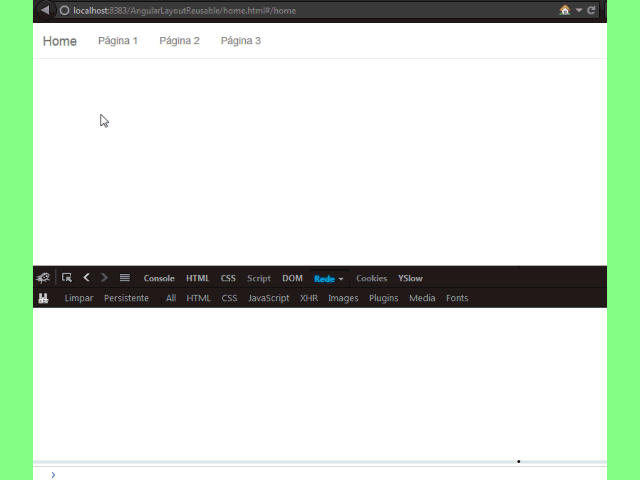 localhost:8383/AngularLayoutReusable/home.html#/home
Home Página 1 Página 2 Página 3
Console HTML CSS Script DOM Rede Cookies YSlow
Limpar Persistente All HTML CSS JavaScript XHR Images Plugins Media Fonts